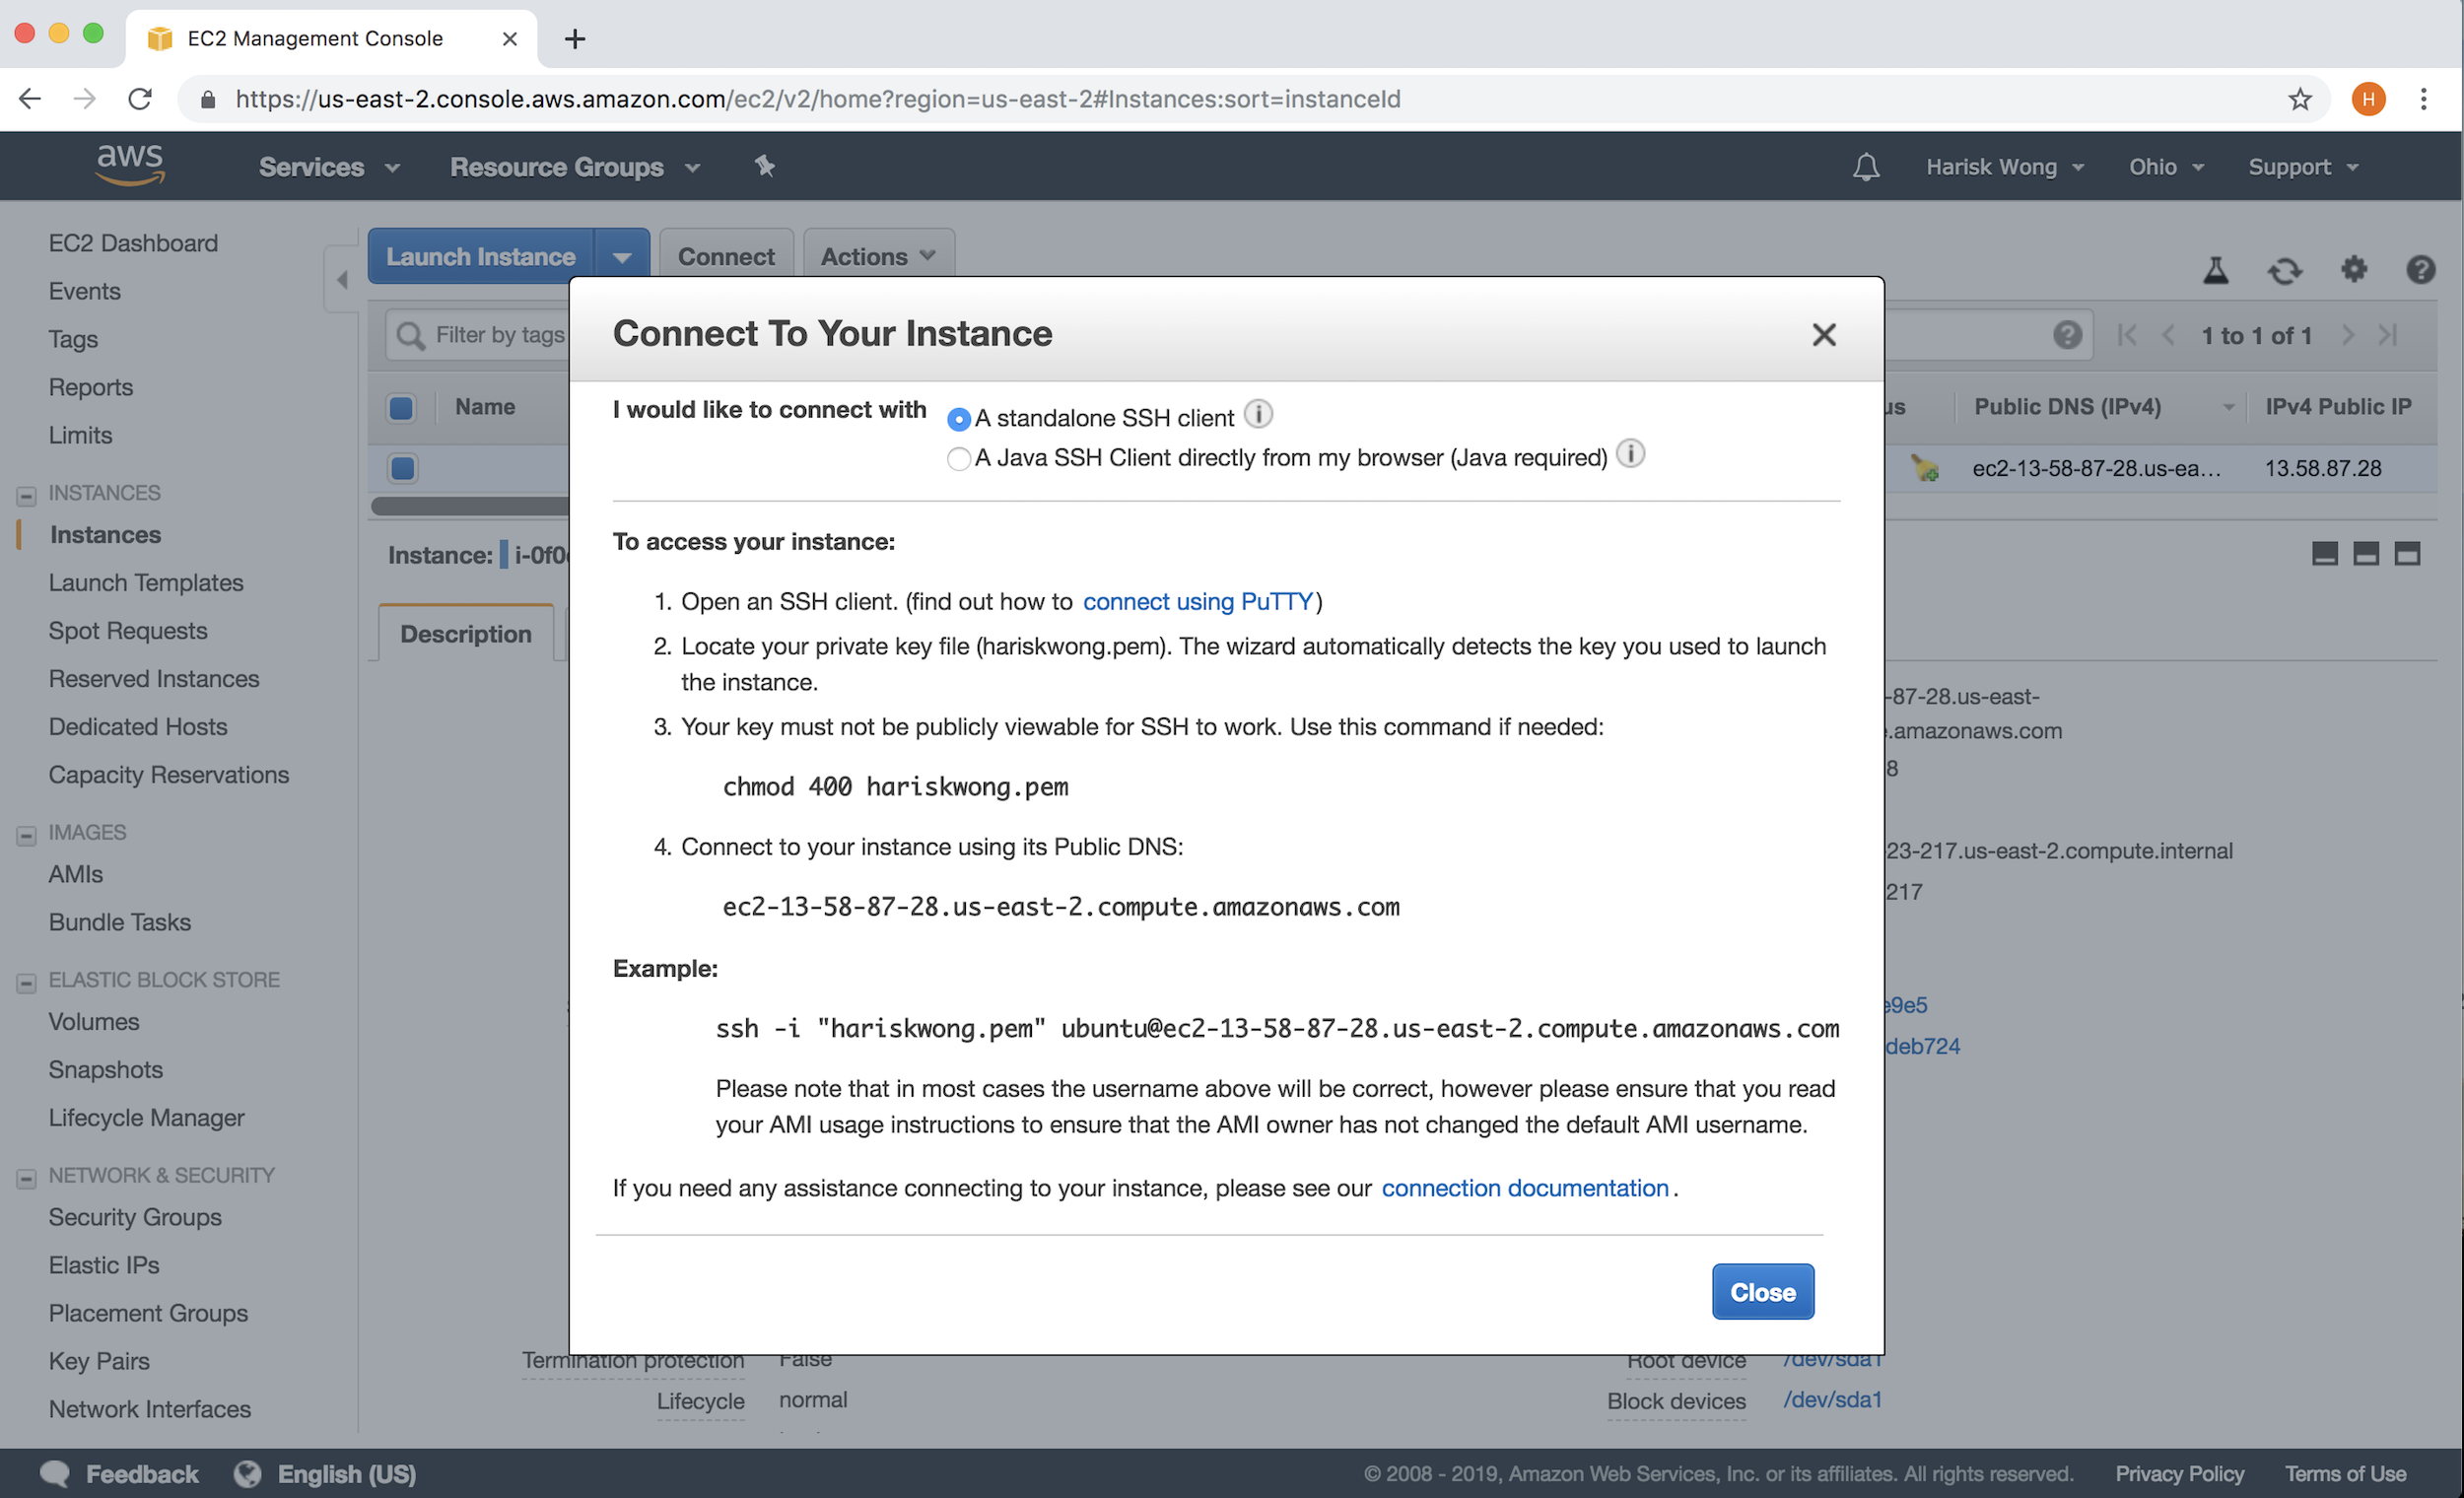 EC2 Management Console
https://us-east-2.console.aws.amazon.com/ec2/v2/home?region=us-east-2#Instances:sort=instanceId
H
aws
Services
Resource Groups
Harisk Wong
Ohio
Support
EC2 Dashboard
Events
Tags
Reports
Limits
INSTANCES
Instances
Launch Templates
Spot Requests
Reserved Instances
Dedicated Hosts
Capacity Reservations
IMAGES
AMIs
Bundle Tasks
ELASTIC BLOCK STORE
Volumes
Snapshots
Lifecycle Manager
NETWORK & SECURITY
Security Groups
Elastic IPs
Placement Groups
Key Pairs
Network Interfaces
Launch Instance
Connect
Actions
Filter by tags
1 to 1 of 1
Name
us
Public DNS (IPv4)
IPv4 Public IP
ec2-13-58-87-28.us-ea...
13.58.87.28
Instance:
i-0f0
Description
Connect To Your Instance
I would like to connect with
A standalone SSH client
A Java SSH Client directly from my browser (Java required)
To access your instance:
1. Open an SSH client. (find out how to connect using PuTTY)
2. Locate your private key file (hariskwong.pem). The wizard automatically detects the key you used to launch
the instance.
3. Your key must not be publicly viewable for SSH to work. Use this command if needed:
chmod 400 hariskwong.pem
4. Connect to your instance using its Public DNS:
ec2-13-58-87-28.us-east-2.compute.amazonaws.com
Example:
ssh -i "hariskwong.pem" ubuntu@ec2-13-58-87-28.us-east-2.compute.amazonaws.com
Please note that in most cases the username above will be correct, however please ensure that you read
your AMI usage instructions to ensure that the AMI owner has not changed the default AMI username.
If you need any assistance connecting to your instance, please see our connection documentation.
Close
-87-28.us-east-
.amazonaws.com
8
23-217.us-east-2.compute.internal
217
e9e5
deb724
Termination protection
False
Root device
/dev/sda1
Lifecycle
normal
Block devices
/dev/sda1
Feedback
English (US)
© 2008 - 2019, Amazon Web Services, Inc. or its affiliates. All rights reserved.
Privacy Policy
Terms of Use